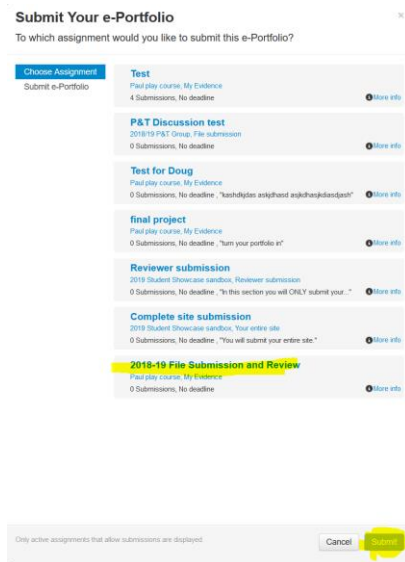 Submit Your e-Portfolio
×
To which assignment would you like to submit this e-Portfolio?
Choose Assignment
Submit e-Portfolio
Test
Paul play course, My Evidence
4 Submissions, No deadline
More info
P&T Discussion test
2018/19 P&T Group, File submission
0 Submissions, No deadline
More info
Test for Doug
Paul play course, My Evidence
0 Submissions, No deadline , "kashdkjdas askjdhasd asjkdhasjkdiasdjash"
More info
final project
Paul play course, My Evidence
0 Submissions, No deadline , "turn your portfolio in"
More info
Reviewer submission
2019 Student Showcase sandbox, Reviewer submission
0 Submissions, No deadline , "In this section you will ONLY submit your..."
More info
Complete site submission
2019 Student Showcase sandbox, Your entire site
0 Submissions, No deadline , "You will submit your entire site."
More info
2018-19 File Submission and Review
Paul play course, My Evidence
0 Submissions, No deadline
More info
Only active assignments that allow submissions are displayed
Cancel
Submit